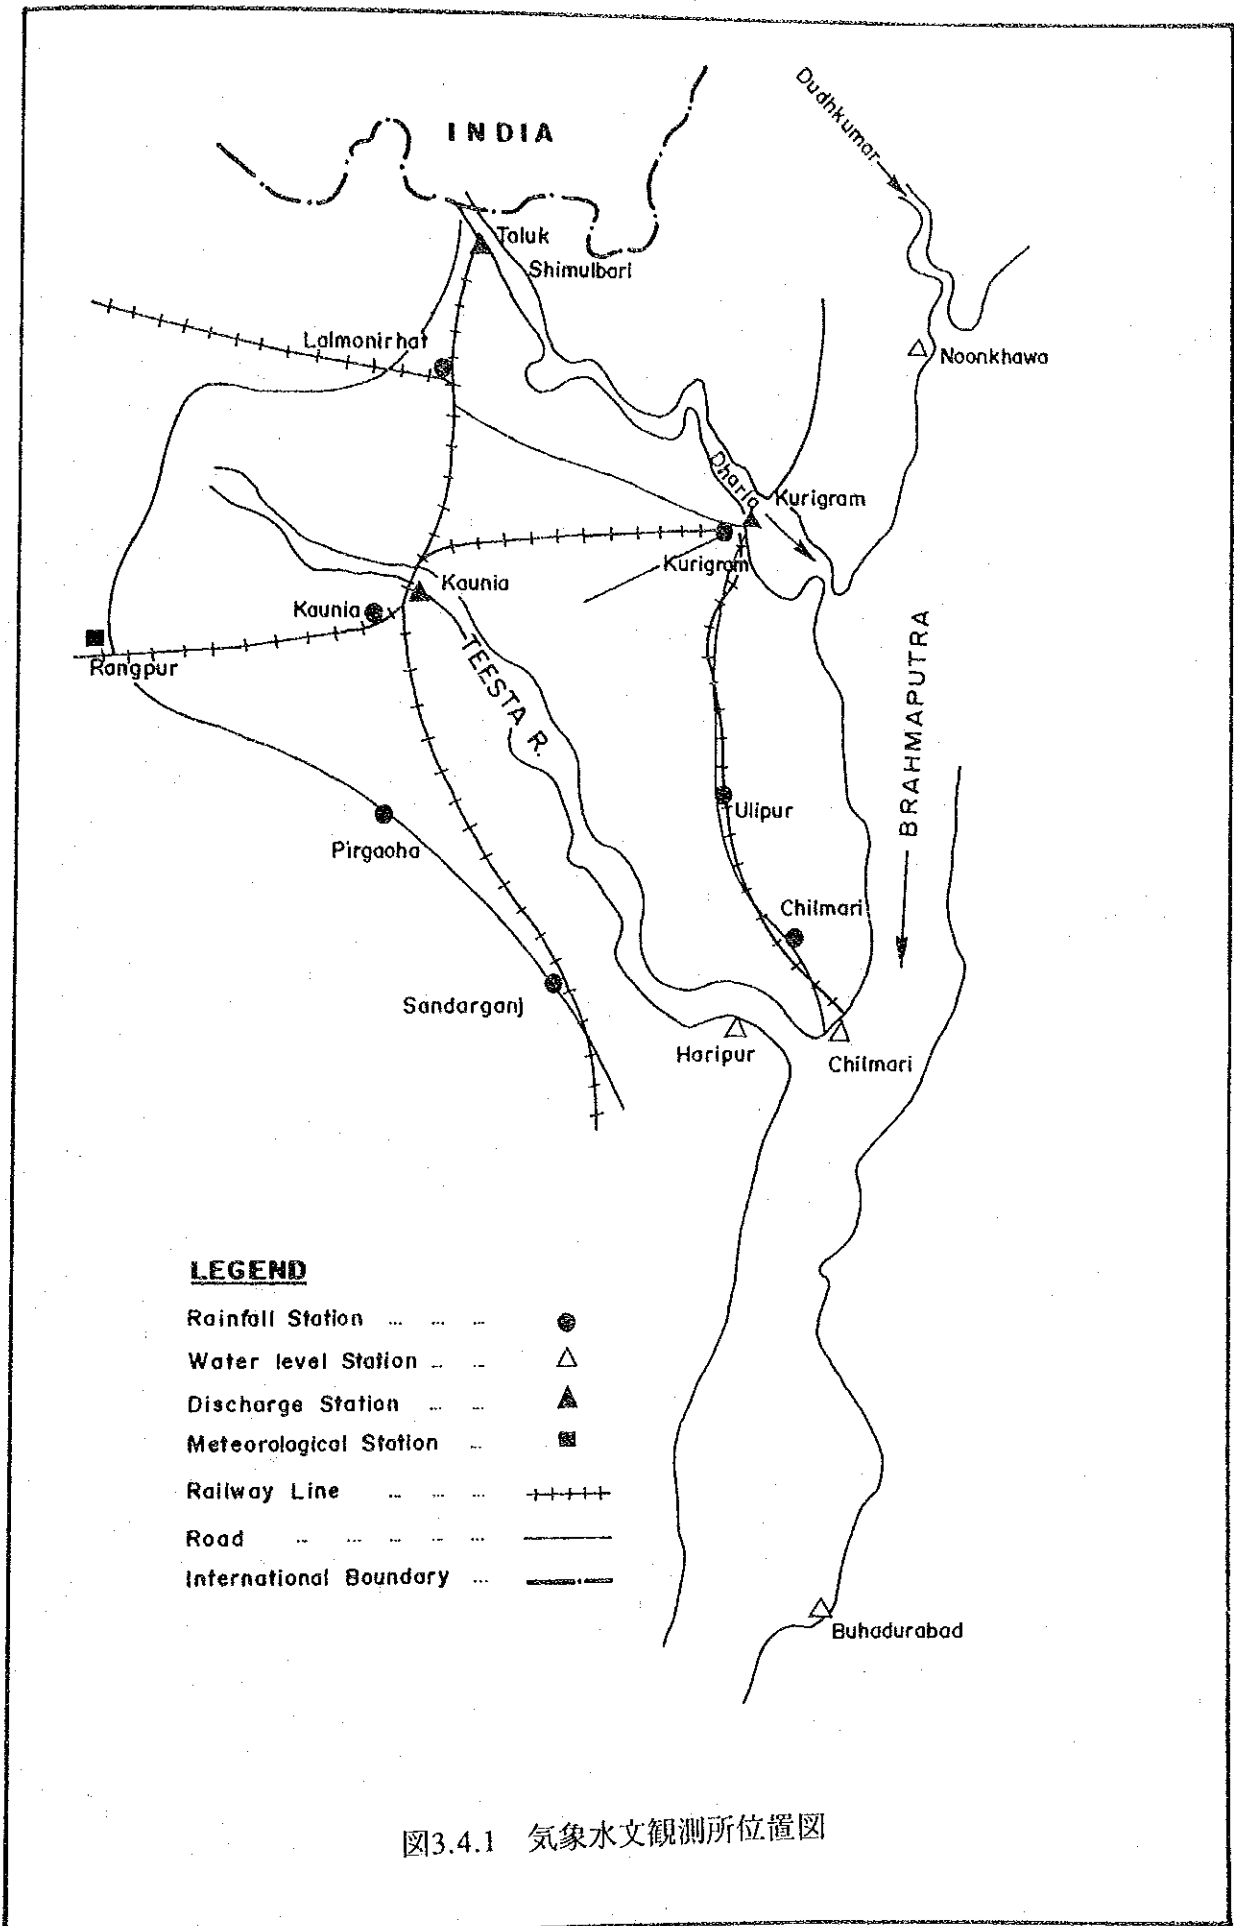 INDIA
Dudhkumar
Taluk
Shimulbari
Lalmonirhat
Noonkhawa
Dharla
Kurigram
Kurigram
Kaunia
Kaunia
Rangpur
TEESTA R.
BRAHMAPUTRA
Ulipur
Pirgaoha
Chilmari
Sandarganj
Haripur
Chilmari
LEGEND
Rainfall Station ... ... ...
Water level Station ... ...
Discharge Station ... ...
Meteorological Station ...
Railway Line ... ... ...
Road ... ... ... ... ...
International Boundary ...
Buhadurabad
図3.4.1 気象水文観測所位置図